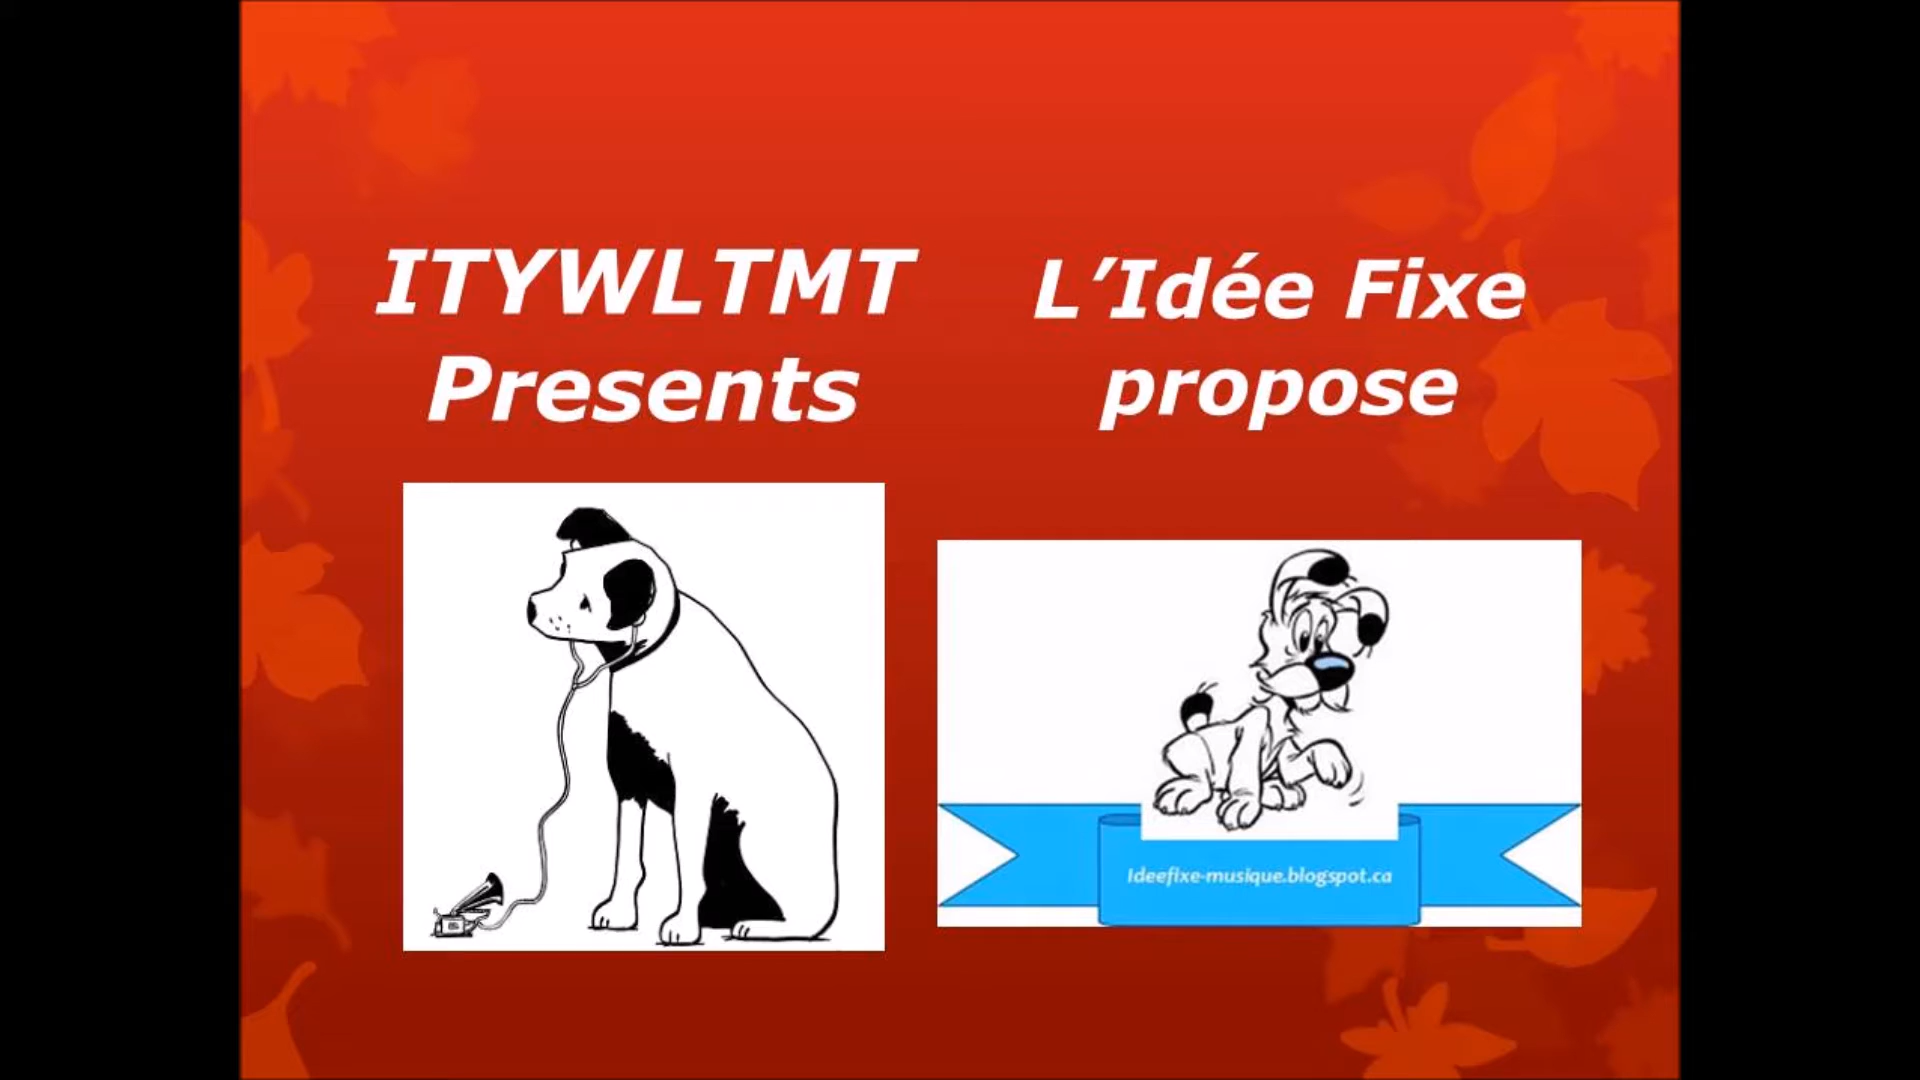 ITYWLTMT
Presents
L’Idée Fixe
propose
Ideefixe-musique.blogspot.ca